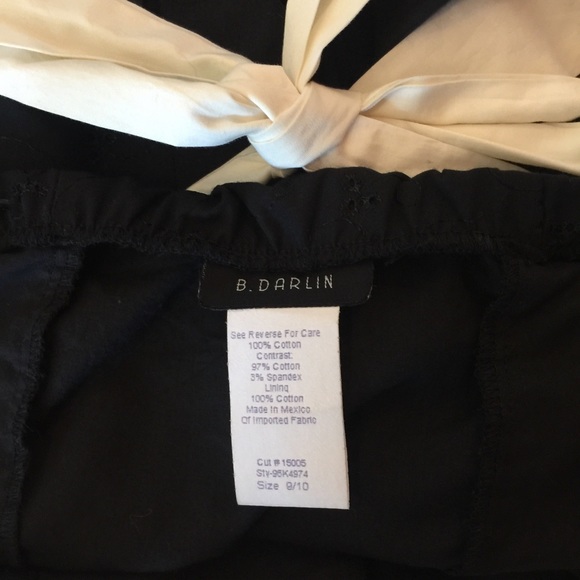 B. DARLIN
See Reverse For Care
100% Cotton
Contrast:
97% Cotton
3% Spandex
Lining
100% Cotton
Made In Mexico
Of Imported Fabric
Cut # 15005
Sty-95K4974
Size 9/10